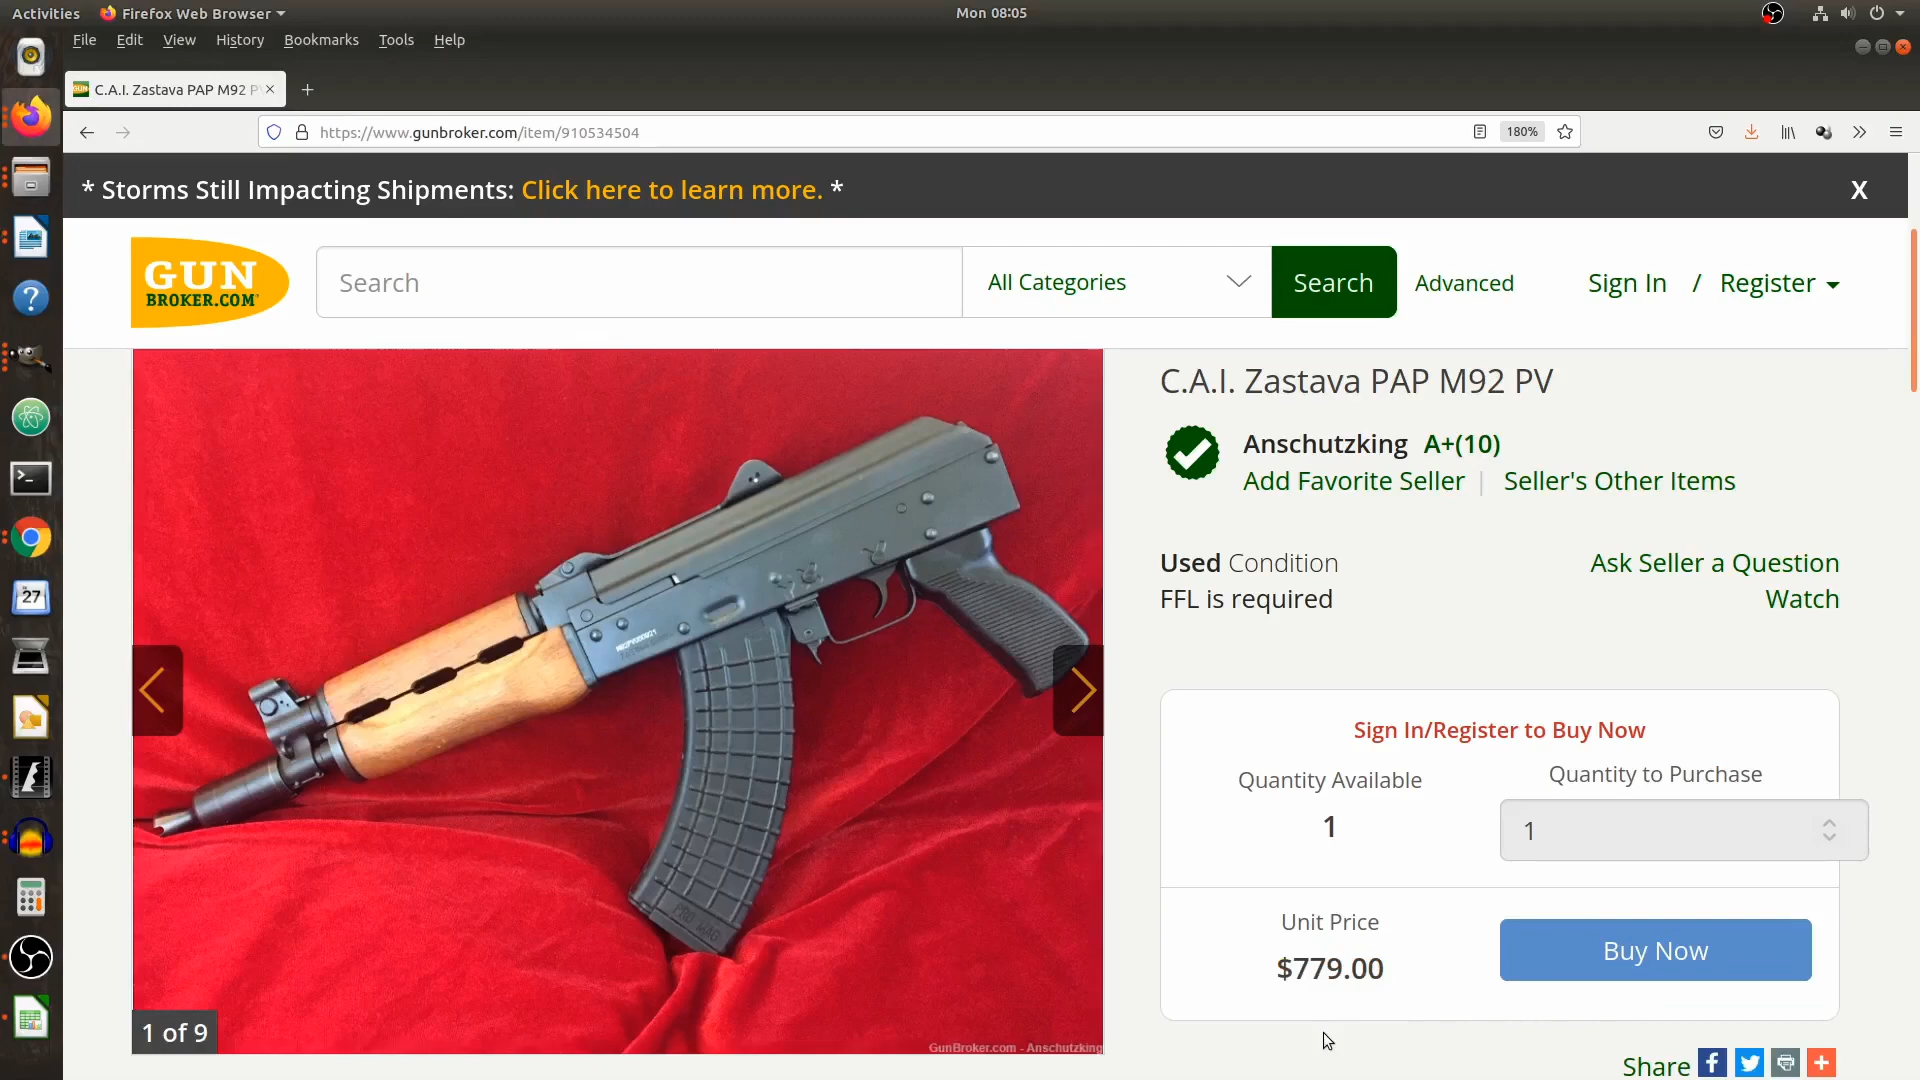 Activities Firefox Web Browser Mon 08:05
File Edit View History Bookmarks Tools Help
GUN C.A.I. Zastava PAP M92 P
https://www.gunbroker.com/item/910534504 180%
* Storms Still Impacting Shipments: Click here to learn more. * X
GUN
BROKER.COM
Search All Categories Search Advanced Sign In / Register
C.A.I. Zastava PAP M92 PV
Anschutzking A+(10)
Add Favorite Seller | Seller's Other Items
Used Condition Ask Seller a Question
FFL is required Watch
Sign In/Register to Buy Now
Quantity Available Quantity to Purchase
1 1
Unit Price
$779.00 Buy Now
PRO MAG
1 of 9
GunBroker.com - Anschutzking
Share
27